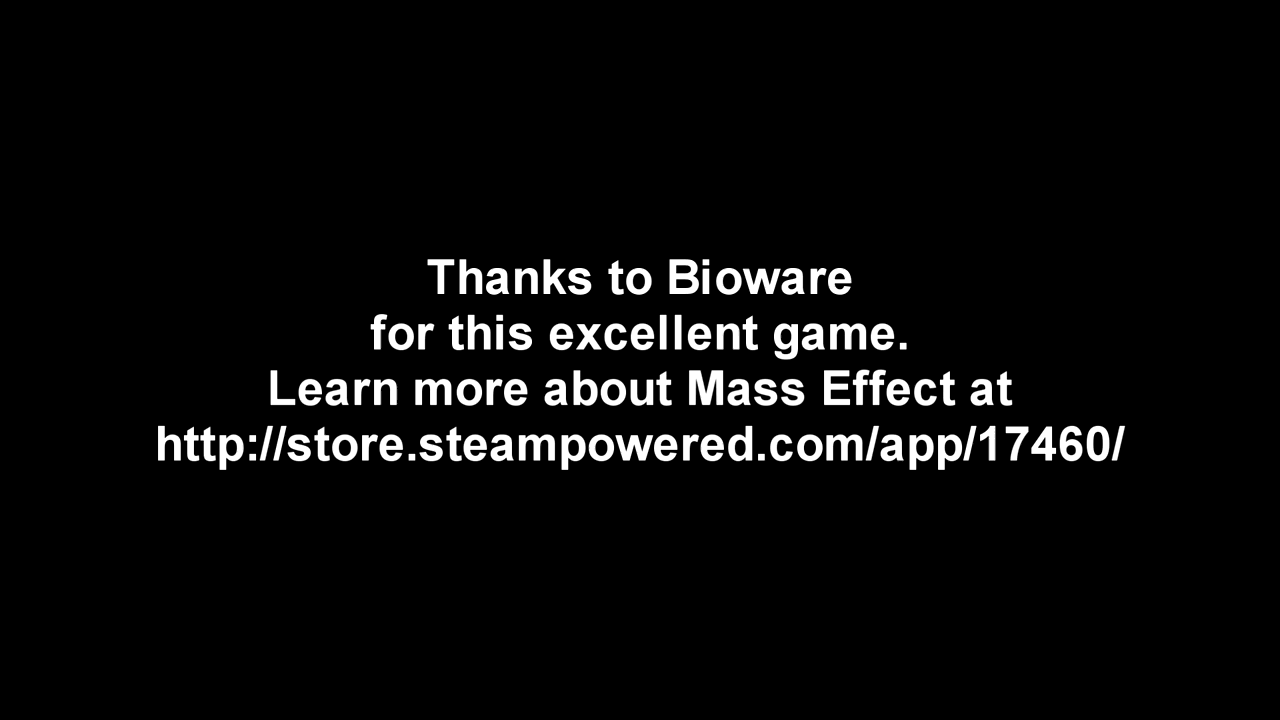 Thanks to Bioware
for this excellent game.
Learn more about Mass Effect at
http://store.steampowered.com/app/17460/